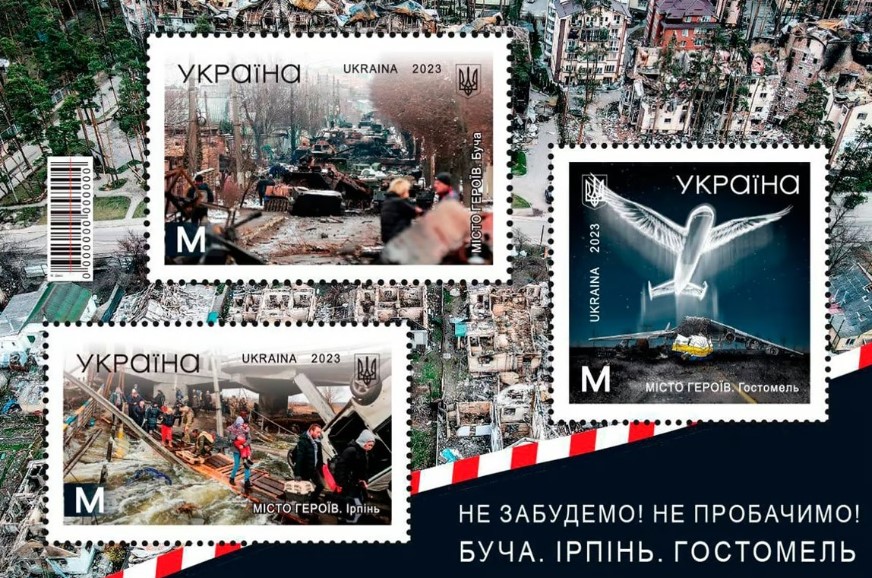 УКРАЇНА
UKRAINA 2023
МІСТО ГЕРОЇВ. Буча
M
УКРАЇНА
UKRAINA 2023
МІСТО ГЕРОЇВ. Гостомель
M
УКРАЇНА
UKRAINA 2023
МІСТО ГЕРОЇВ. Ірпінь
M
НЕ ЗАБУДЕМО! НЕ ПРОБАЧИМО!
БУЧА. ІРПІНЬ. ГОСТОМЕЛЬ